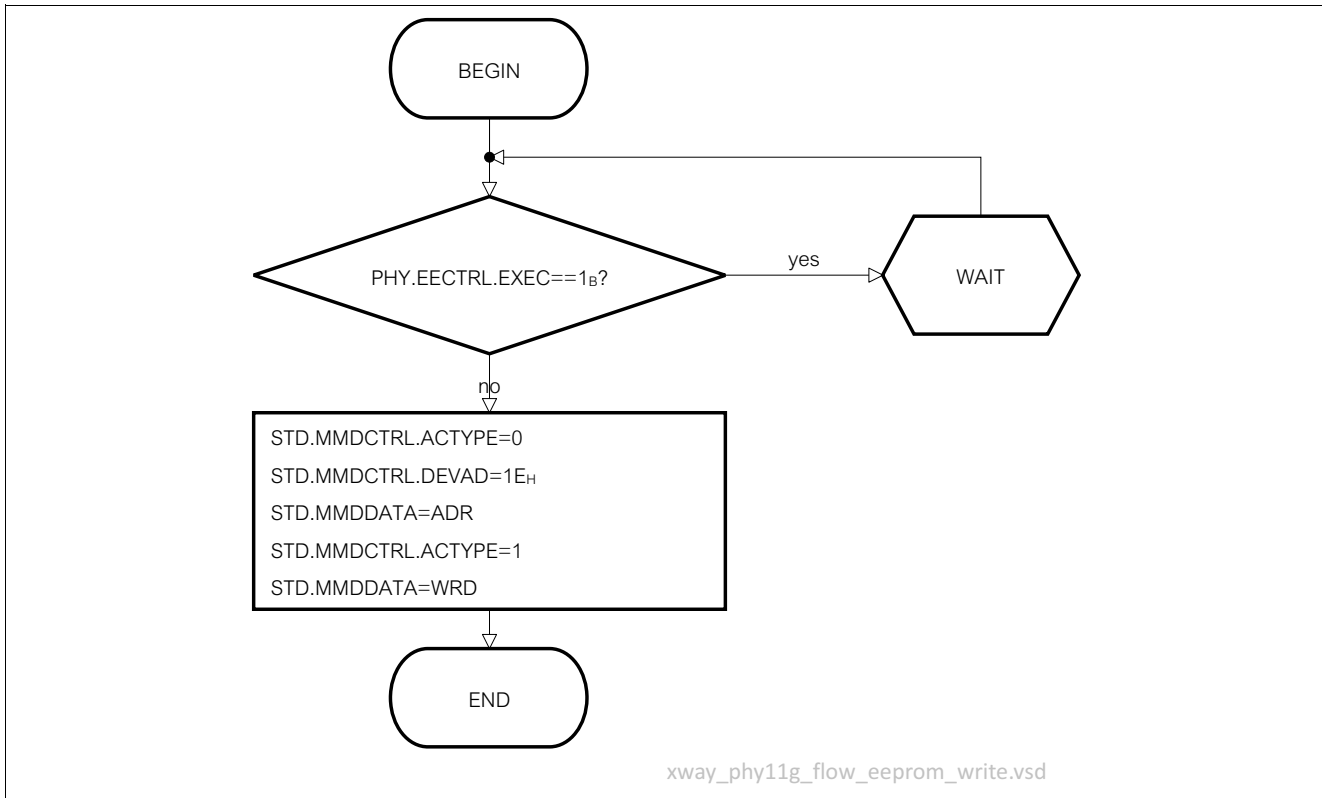 BEGIN
PHY.EECTRL.EXEC==1B?
yes
WAIT
no
STD.MMDCTRL.ACTYPE=0
STD.MMDCTRL.DEVAD=1EH
STD.MMDDATA=ADR
STD.MMDCTRL.ACTYPE=1
STD.MMDDATA=WRD
END
xway_phy11g_flow_eeprom_write.vsd